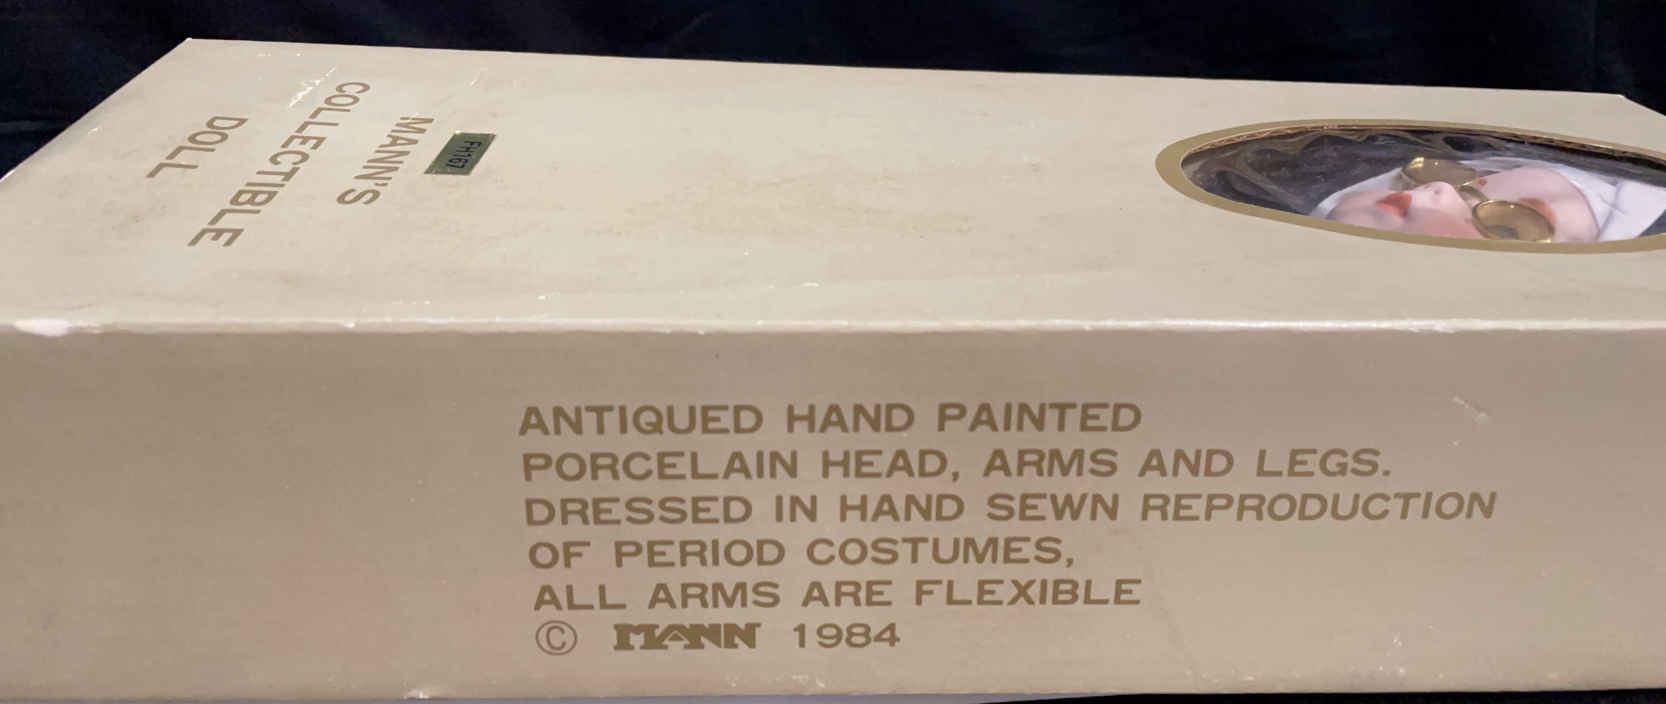 MANN'S
COLLECTIBLE
DOLL
FH167
ANTIQUED HAND PAINTED
PORCELAIN HEAD, ARMS AND LEGS.
DRESSED IN HAND SEWN REPRODUCTION
OF PERIOD COSTUMES,
ALL ARMS ARE FLEXIBLE
© MANN 1984